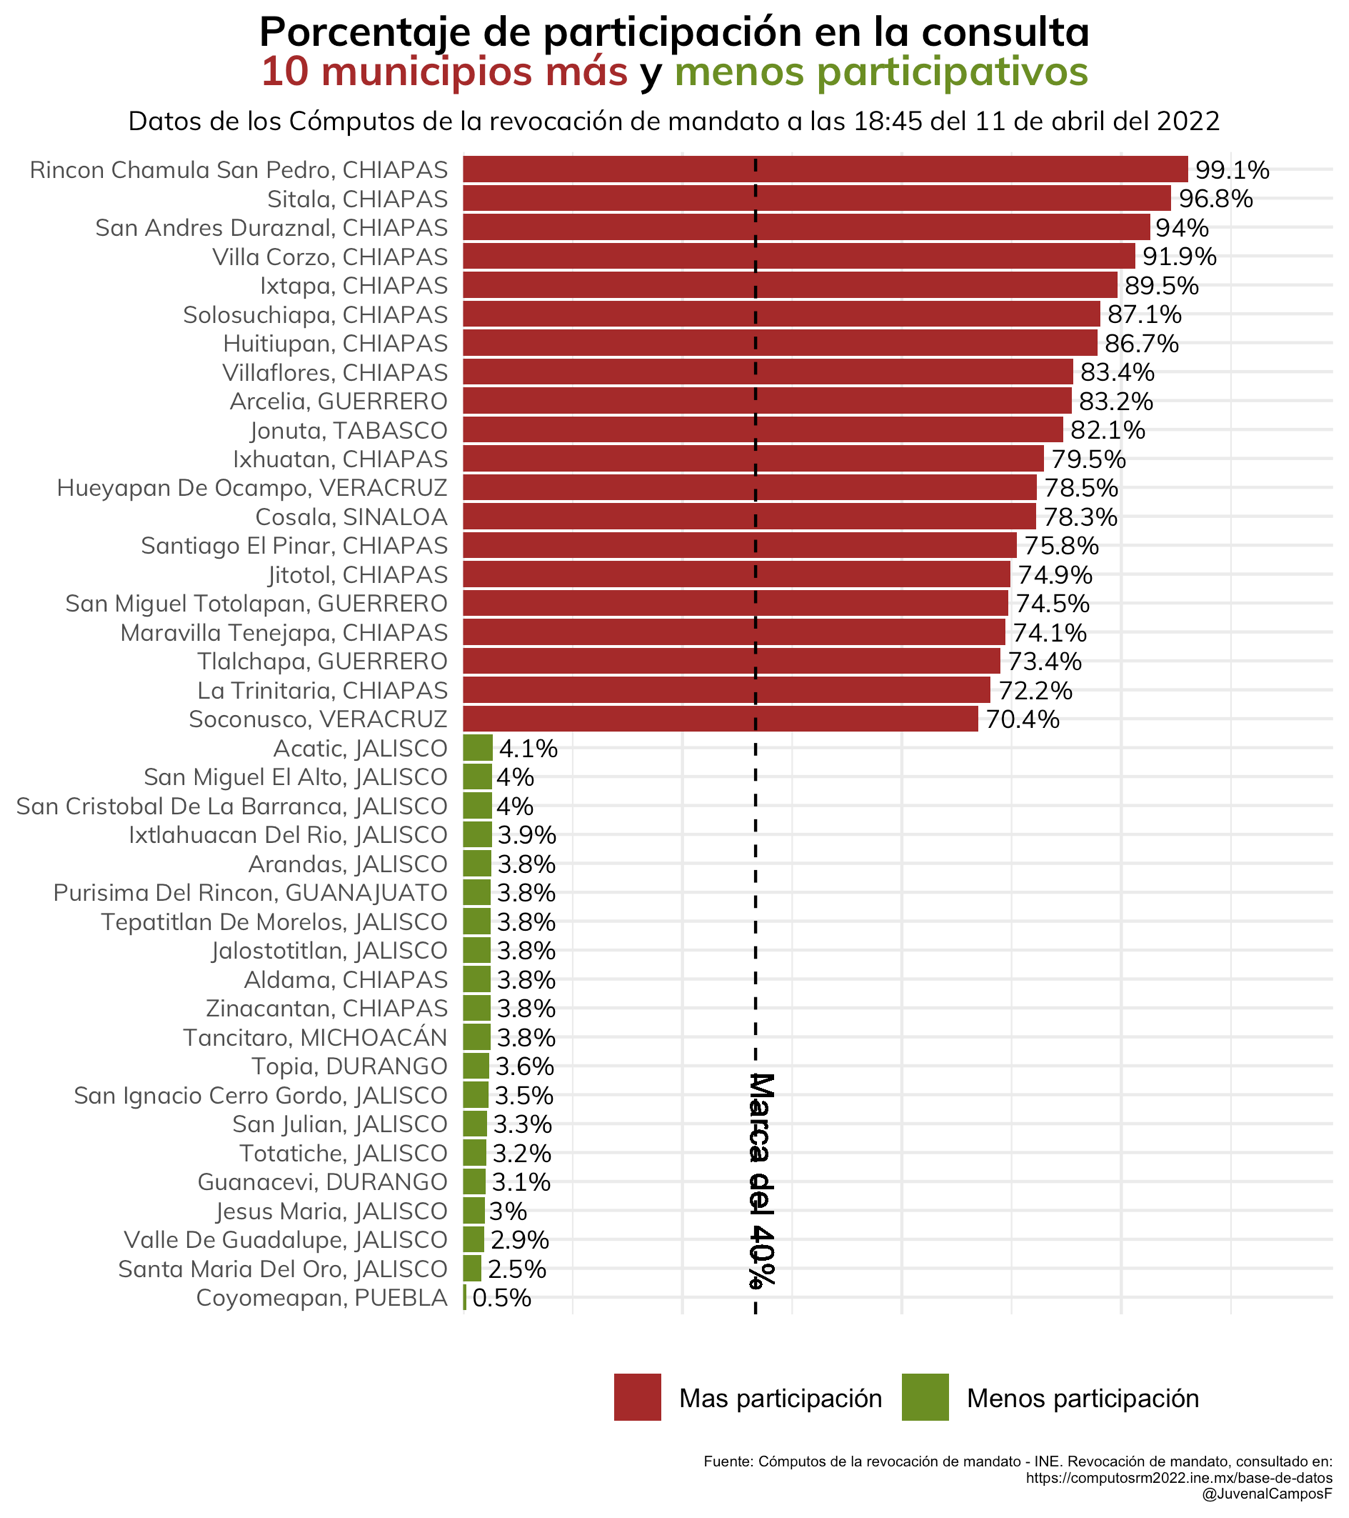 Porcentaje de participación en la consulta
10 municipios más y menos participativos
Datos de los Cómputos de la revocación de mandato a las 18:45 del 11 de abril del 2022
Rincon Chamula San Pedro, CHIAPAS 99.1%
Sitala, CHIAPAS 96.8%
San Andres Duraznal, CHIAPAS 94%
Villa Corzo, CHIAPAS 91.9%
Ixtapa, CHIAPAS 89.5%
Solosuchiapa, CHIAPAS 87.1%
Huitiupan, CHIAPAS 86.7%
Villaflores, CHIAPAS 83.4%
Arcelia, GUERRERO 83.2%
Jonuta, TABASCO 82.1%
Ixhuatan, CHIAPAS 79.5%
Hueyapan De Ocampo, VERACRUZ 78.5%
Cosala, SINALOA 78.3%
Santiago El Pinar, CHIAPAS 75.8%
Jitotol, CHIAPAS 74.9%
San Miguel Totolapan, GUERRERO 74.5%
Maravilla Tenejapa, CHIAPAS 74.1%
Tlalchapa, GUERRERO 73.4%
La Trinitaria, CHIAPAS 72.2%
Soconusco, VERACRUZ 70.4%
Acatic, JALISCO 4.1%
San Miguel El Alto, JALISCO 4%
San Cristobal De La Barranca, JALISCO 4%
Ixtlahuacan Del Rio, JALISCO 3.9%
Arandas, JALISCO 3.8%
Purisima Del Rincon, GUANAJUATO 3.8%
Tepatitlan De Morelos, JALISCO 3.8%
Jalostotitlan, JALISCO 3.8%
Aldama, CHIAPAS 3.8%
Zinacantan, CHIAPAS 3.8%
Tancitaro, MICHOACÁN 3.8%
Topia, DURANGO 3.6%
San Ignacio Cerro Gordo, JALISCO 3.5%
San Julian, JALISCO 3.3%
Totatiche, JALISCO 3.2%
Guanacevi, DURANGO 3.1%
Jesus Maria, JALISCO 3%
Valle De Guadalupe, JALISCO 2.9%
Santa Maria Del Oro, JALISCO 2.5%
Coyomeapan, PUEBLA 0.5%
Marca del 40%
Mas participación Menos participación
Fuente: Cómputos de la revocación de mandato - INE. Revocación de mandato, consultado en:
https://computosrm2022.ine.mx/base-de-datos
@JuvenalCamposF